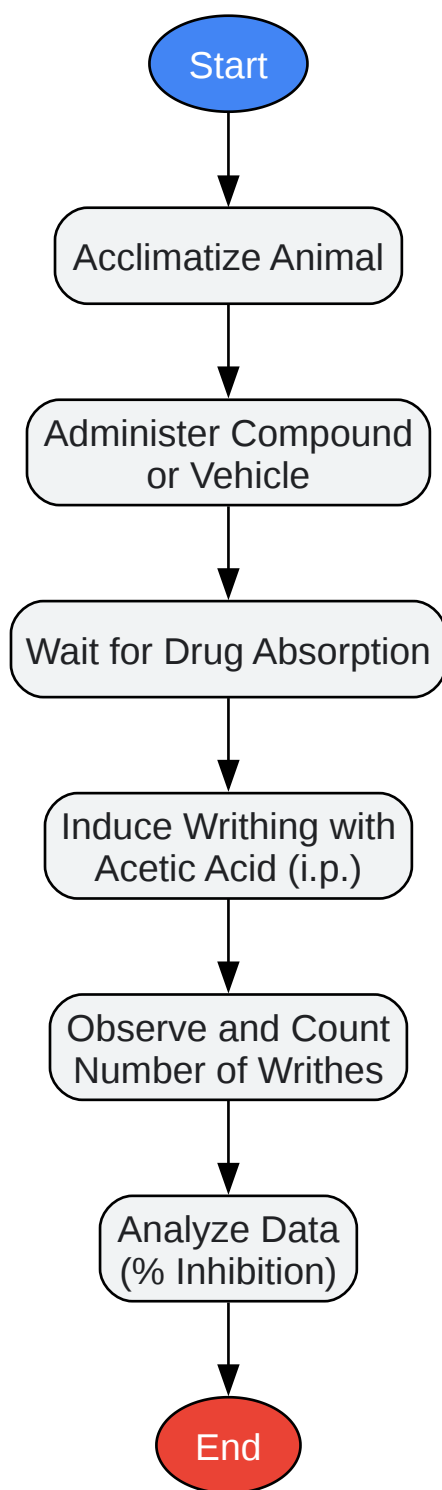 Start
Acclimatize Animal
Administer Compound
or Vehicle
Wait for Drug Absorption
Induce Writhing with
Acetic Acid (i.p.)
Observe and Count
Number of Writhes
Analyze Data
(% Inhibition)
End